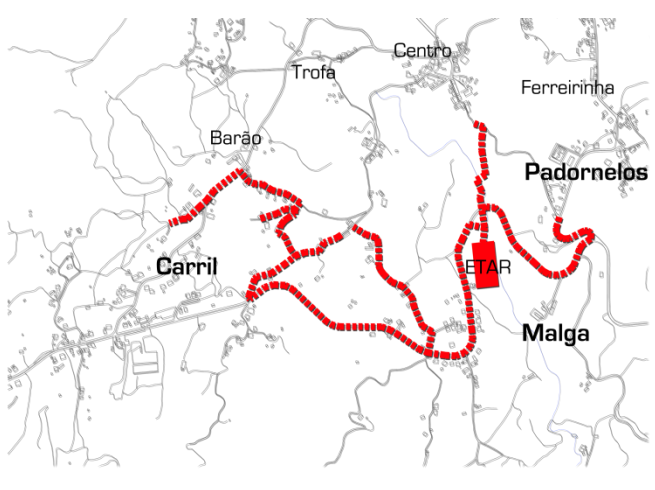 Centro
Trofa
Ferreirinha
Barão
Padornelos
Carril
ETAR
Malga